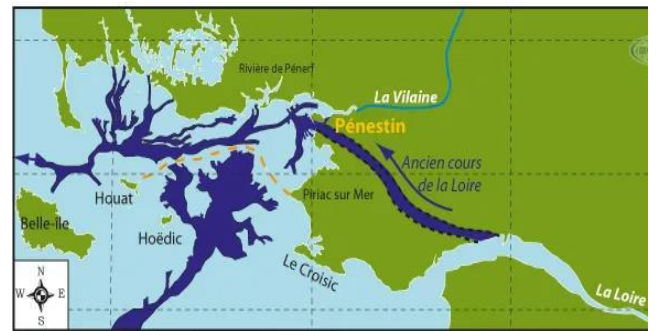 Rivière de Pénerf
La Vilaine
Pénestin
Ancien cours
de la Loire
Houat
Piriac sur Mer
Belle-île
Hoëdic
Le Croisic
La Loire
N
W E
S